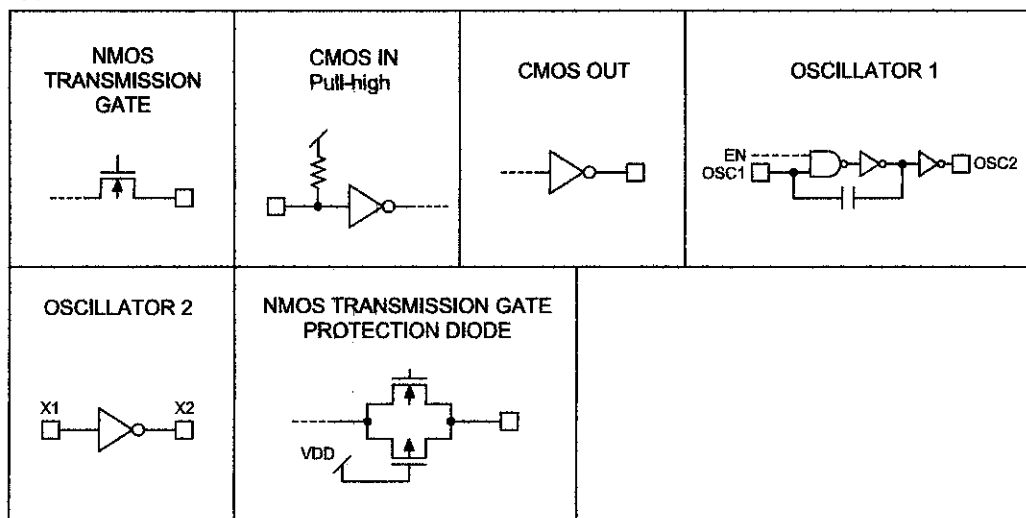 NMOS
TRANSMISSION
GATE
CMOS IN
Pull-high
CMOS OUT
OSCILLATOR 1
EN
OSC1
OSC2
OSCILLATOR 2
X1
X2
NMOS TRANSMISSION GATE
PROTECTION DIODE
VDD